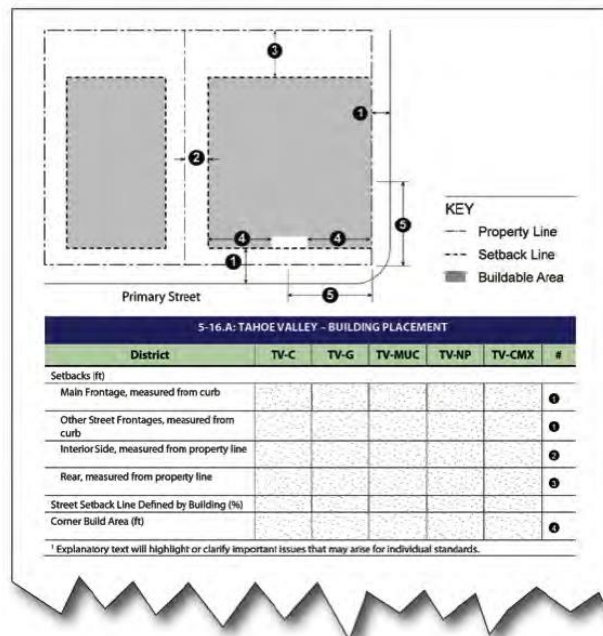 3
1
2
5
4
4
1
5
Primary Street
KEY
Property Line
Setback Line
Buildable Area
5-16.A: TAHOE VALLEY – BUILDING PLACEMENT
District TV-C TV-G TV-MUC TV-NP TV-CMX #
Setbacks (ft)
Main Frontage, measured from curb 1
Other Street Frontages, measured from
curb 1
Interior Side, measured from property line 2
Rear, measured from property line 3
Street Setback Line Defined by Building (%)
Corner Build Area (ft) 4
1 Explanatory text will highlight or clarify important issues that may arise for individual standards.